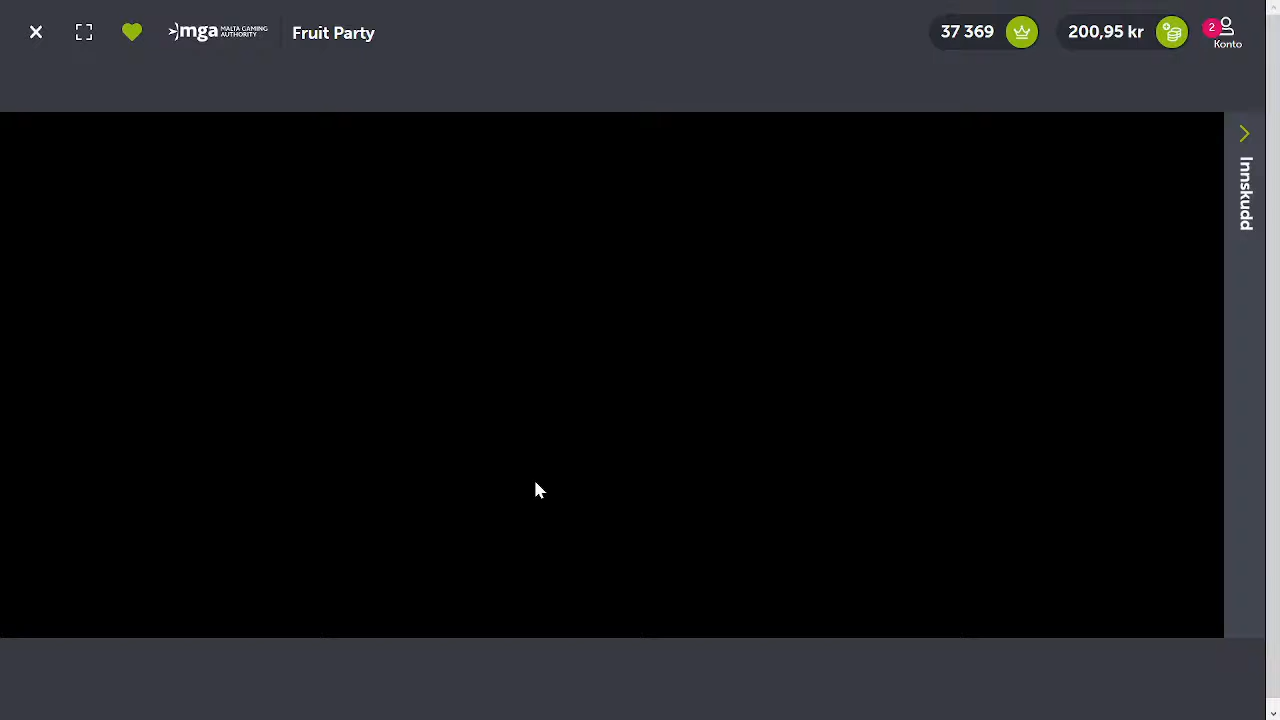 mga MALTA GAMING
AUTHORITY
Fruit Party
37 369
200,95 kr
2
Konto
Innskudd